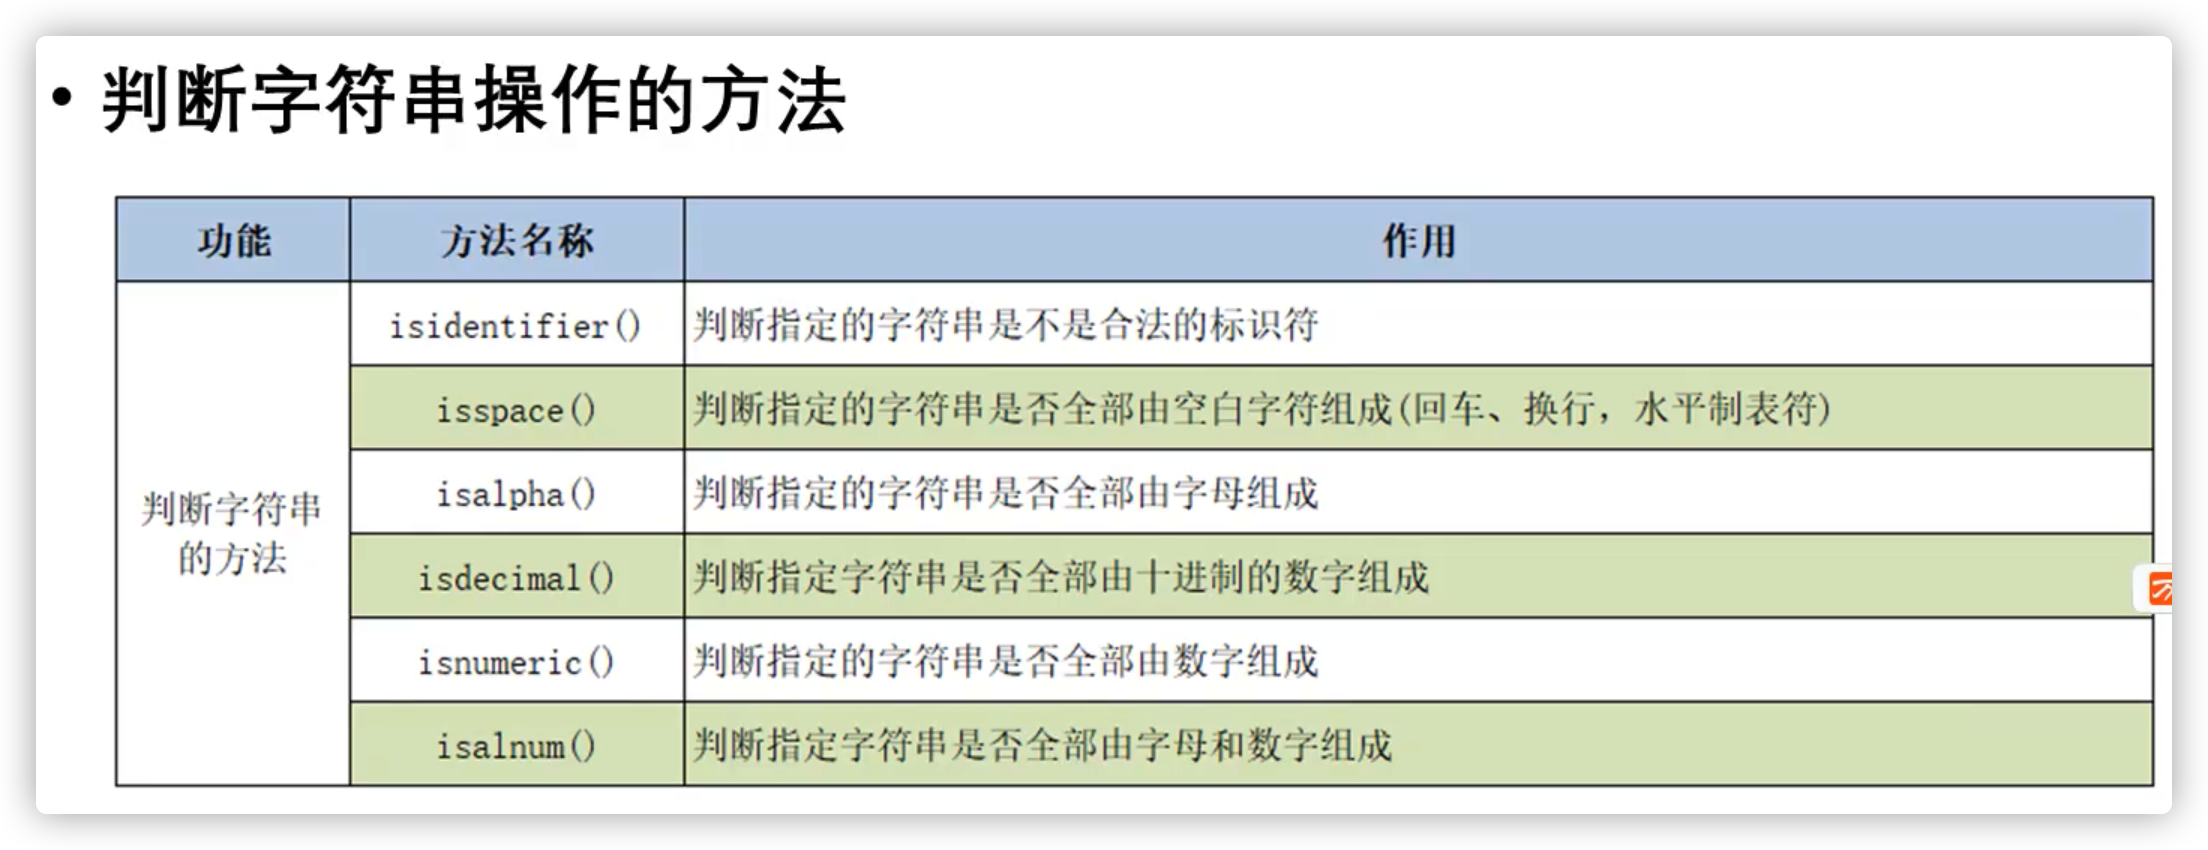 • 判断字符串操作的方法
功能 方法名称 作用
isidentifier() 判断指定的字符串是不是合法的标识符
isspace() 判断指定的字符串是否全部由空白字符组成(回车、换行，水平制表符)
isalpha() 判断指定的字符串是否全部由字母组成
判断字符串
的方法
isdecimal() 判断指定字符串是否全部由十进制的数字组成
isnumeric() 判断指定的字符串是否全部由数字组成
isalnum() 判断指定字符串是否全部由字母和数字组成